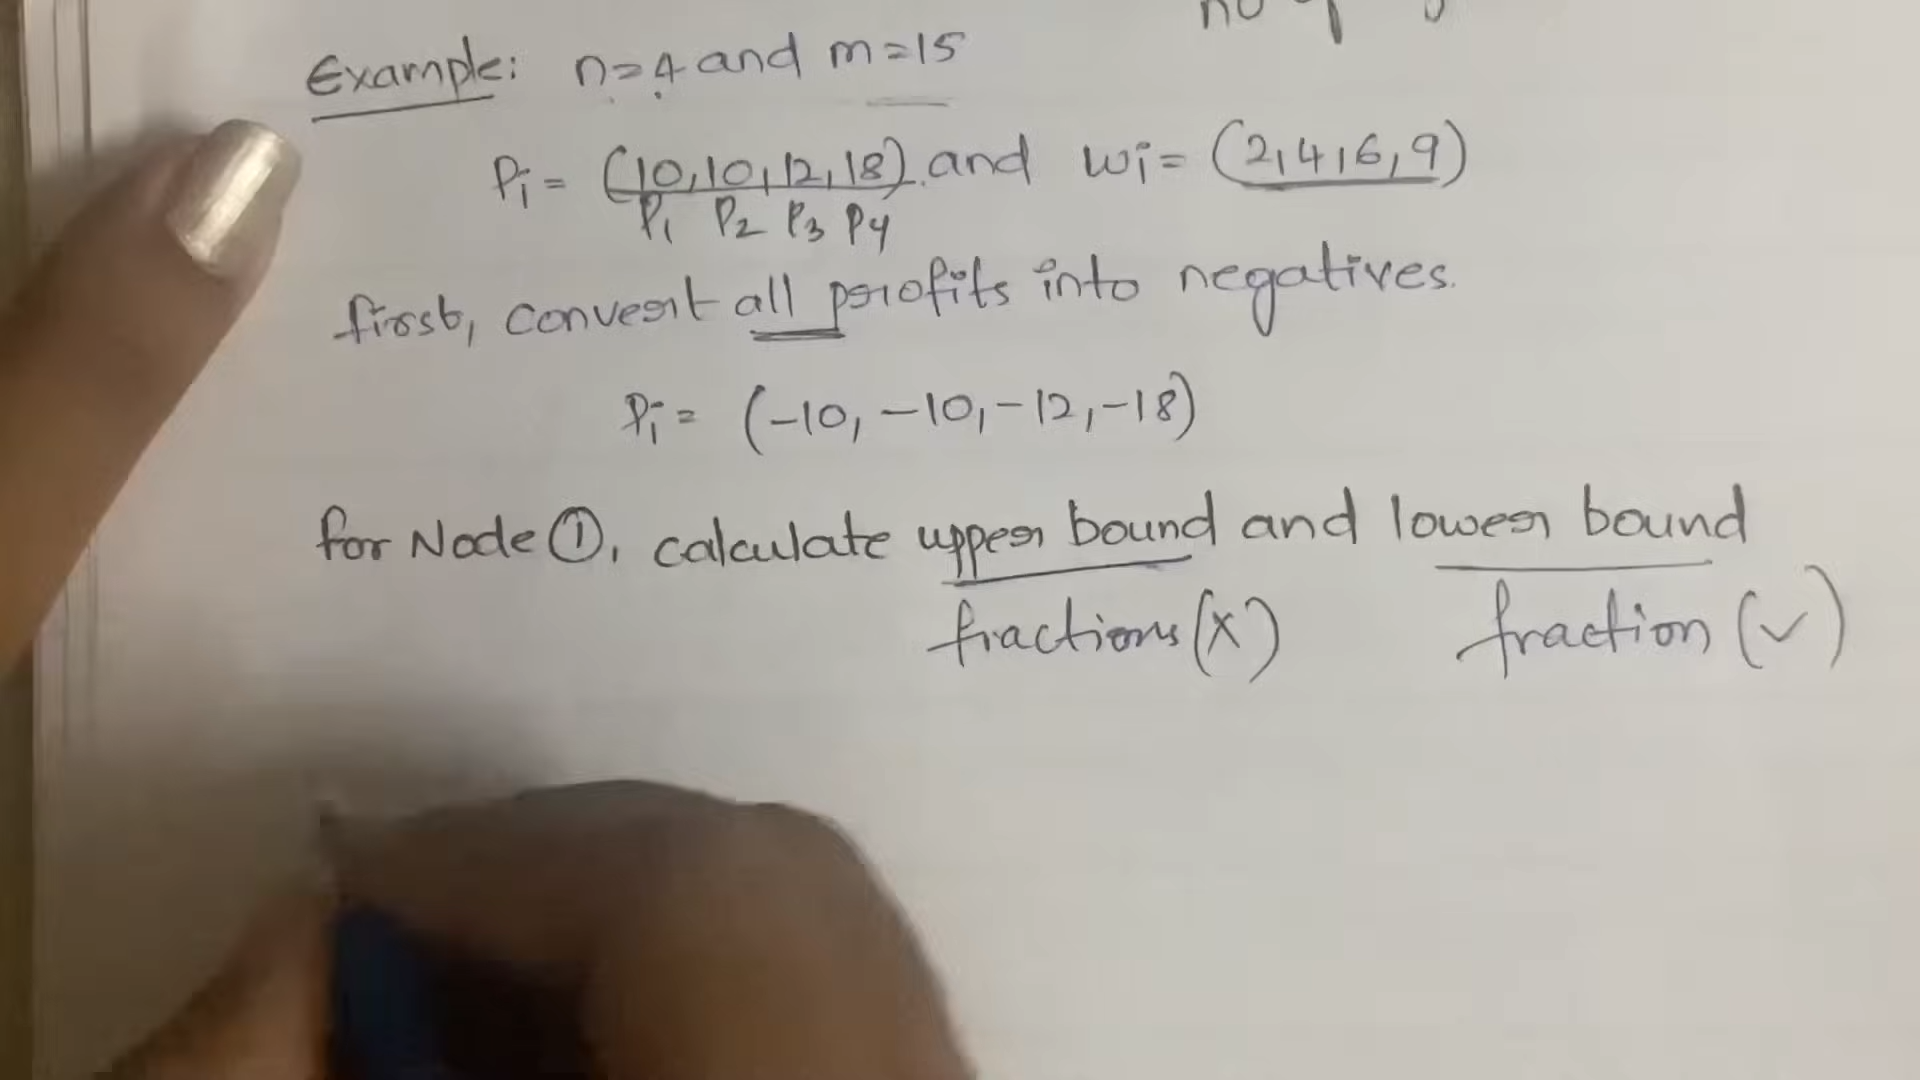 Example: n=4 and m=15
Pi = (10,10,12,18) and wi = (2,4,6,9)
P1 P2 P3 P4
first, convert all profits into negatives.
Pi = (-10, -10, -12, -18)
for Node ①, calculate upper bound and lower bound
fractions (x) fraction (✓)